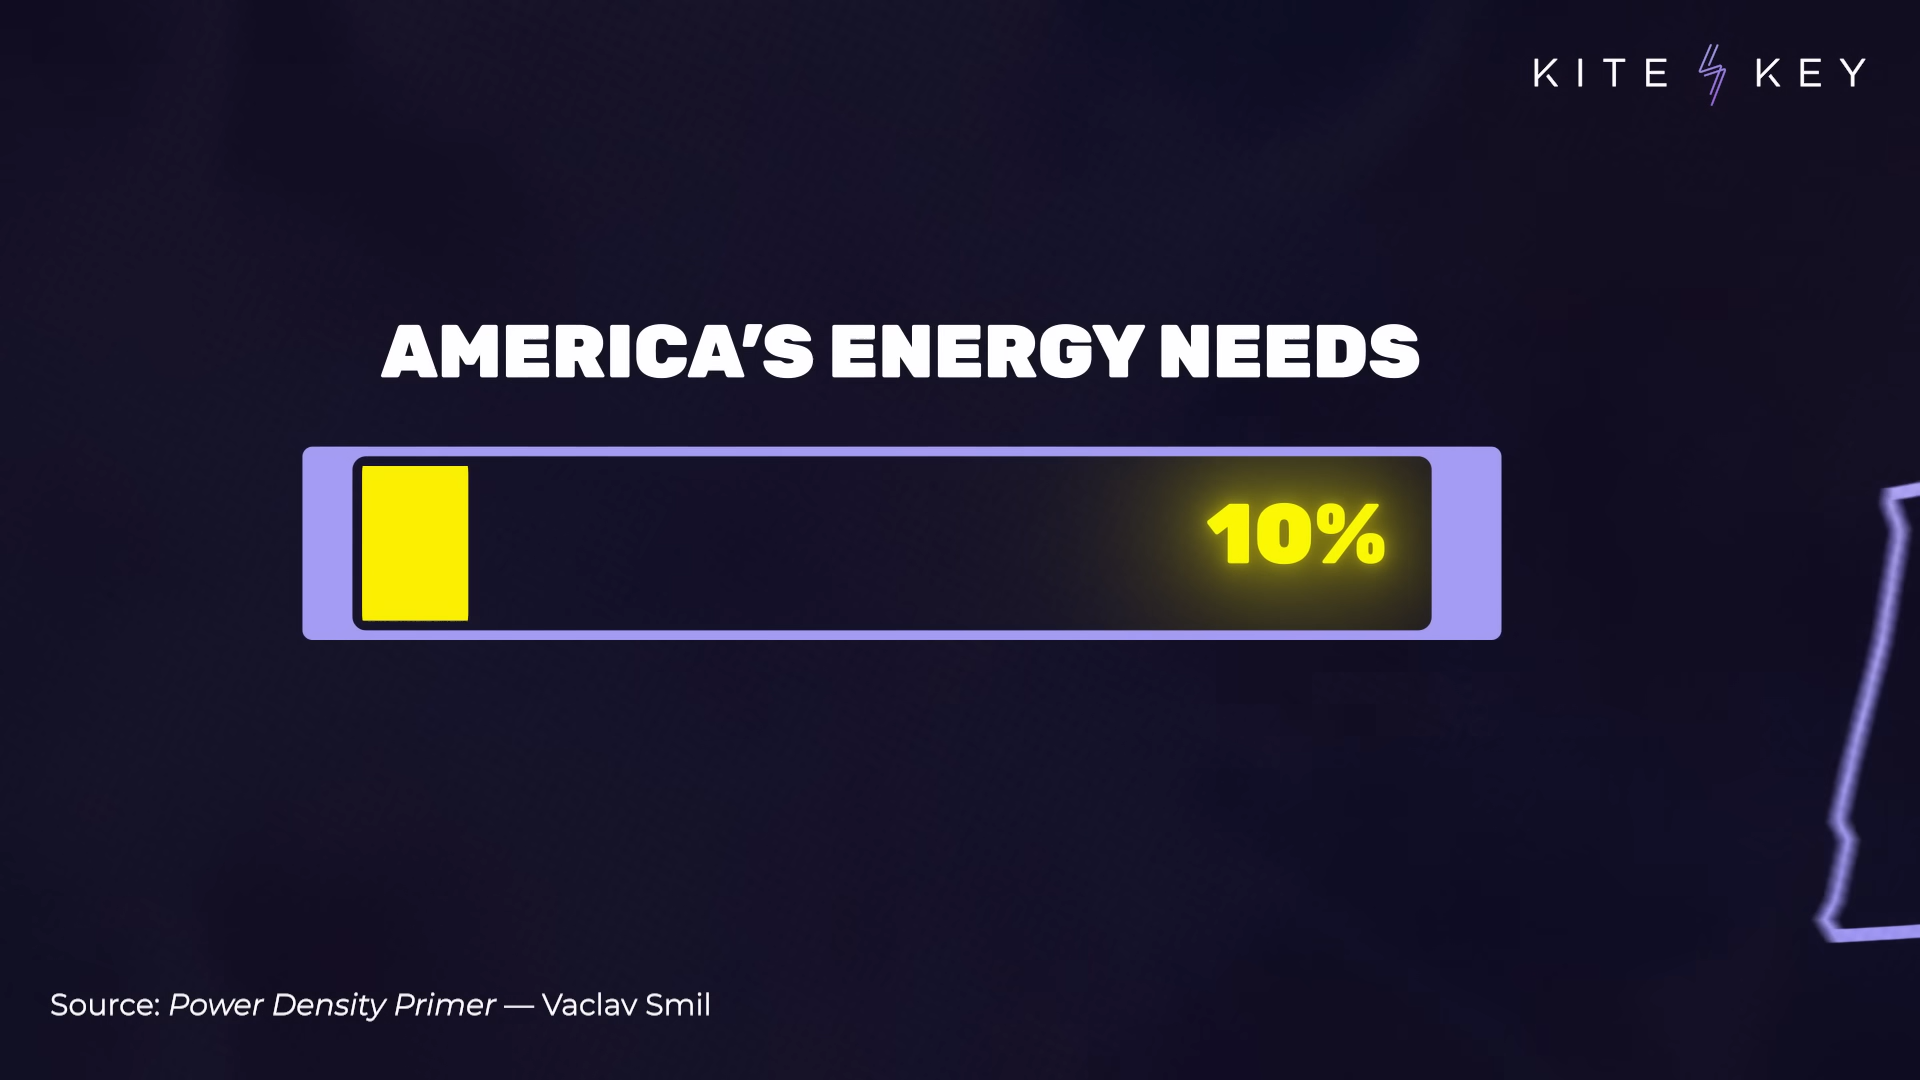 KITE KEY
AMERICA'S ENERGY NEEDS
10%
Source: Power Density Primer — Vaclav Smil